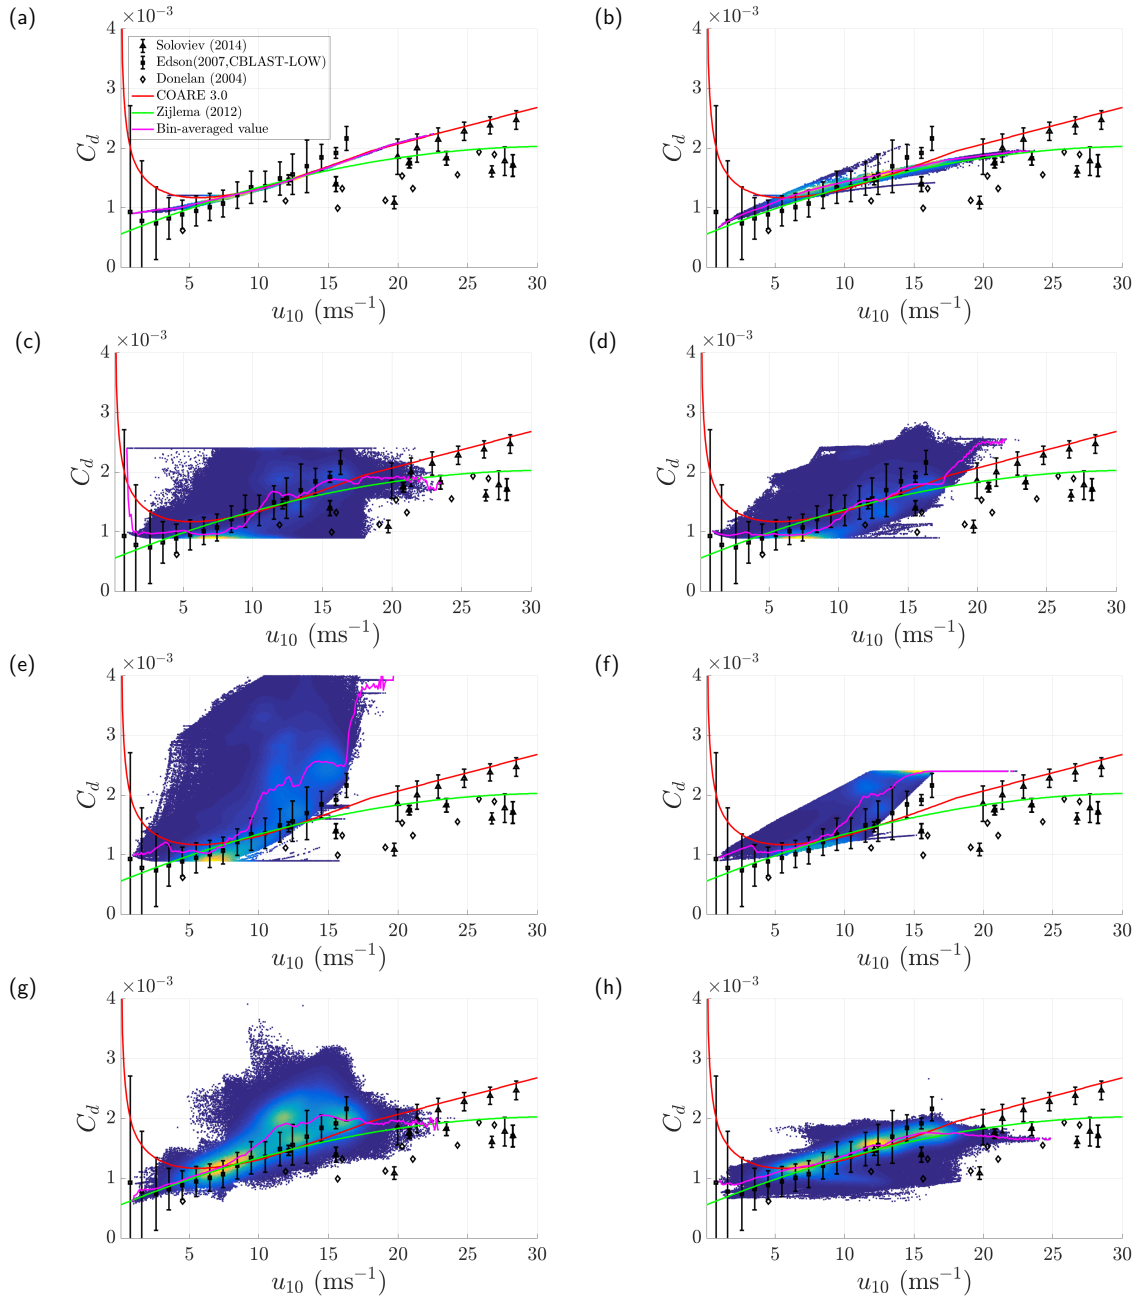 (a)
×10⁻³
4
3
2
1
0
C_d
Soloviev (2014)
Edson(2007,CBLAST-LOW)
Donelan (2004)
COARE 3.0
Zijlema (2012)
Bin-averaged value
5 10 15 20 25 30
u₁₀ (ms⁻¹)
(b)
×10⁻³
4
3
2
1
0
C_d
5 10 15 20 25 30
u₁₀ (ms⁻¹)
(c)
×10⁻³
4
3
2
1
0
C_d
5 10 15 20 25 30
u₁₀ (ms⁻¹)
(d)
×10⁻³
4
3
2
1
0
C_d
5 10 15 20 25 30
u₁₀ (ms⁻¹)
(e)
×10⁻³
4
3
2
1
0
C_d
5 10 15 20 25 30
u₁₀ (ms⁻¹)
(f)
×10⁻³
4
3
2
1
0
C_d
5 10 15 20 25 30
u₁₀ (ms⁻¹)
(g)
×10⁻³
4
3
2
1
0
C_d
5 10 15 20 25 30
u₁₀ (ms⁻¹)
(h)
×10⁻³
4
3
2
1
0
C_d
5 10 15 20 25 30
u₁₀ (ms⁻¹)